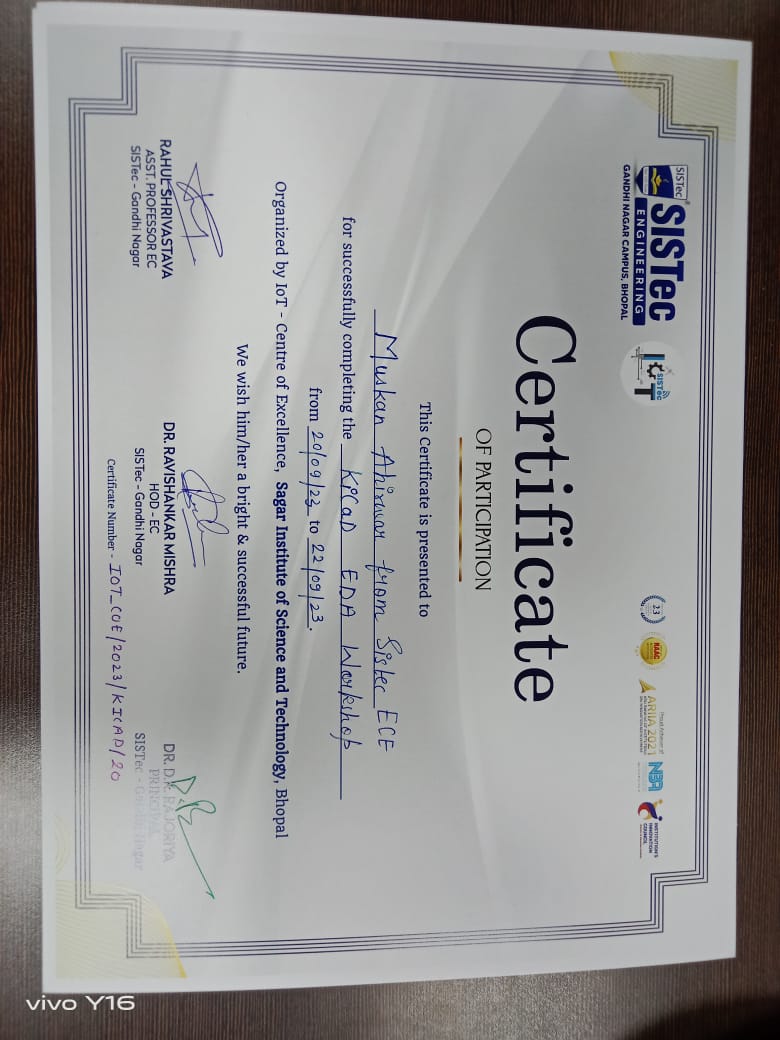 SISTec
SISTec
ENGINEERING
GANDHI NAGAR CAMPUS, BHOPAL
SISTec
IOT
23
NAAC
Proud Achiever of
ARIIA 2021
NBA
INSTITUTION'S
INNOVATION
COUNCIL
Certificate
OF PARTICIPATION
This Certificate is presented to
Muskan Ahirwar from Sistec ECE
for successfully completing the KiCaD EDA Workshop
from 20/09/23 to 22/09/23.
Organized by IoT - Centre of Excellence, Sagar Institute of Science and Technology, Bhopal
We wish him/her a bright & successful future.
RAHUL SHRIVASTAVA
ASST. PROFESSOR EC
SISTec - Gandhi Nagar
DR. RAVISHANKAR MISHRA
HOD - EC
SISTec - Gandhi Nagar
DR. D.K. RAJORIYA
PRINCIPAL
SISTec - Gandhi Nagar
Certificate Number - IOT_COE/2023/KICAD/20
vivo Y16